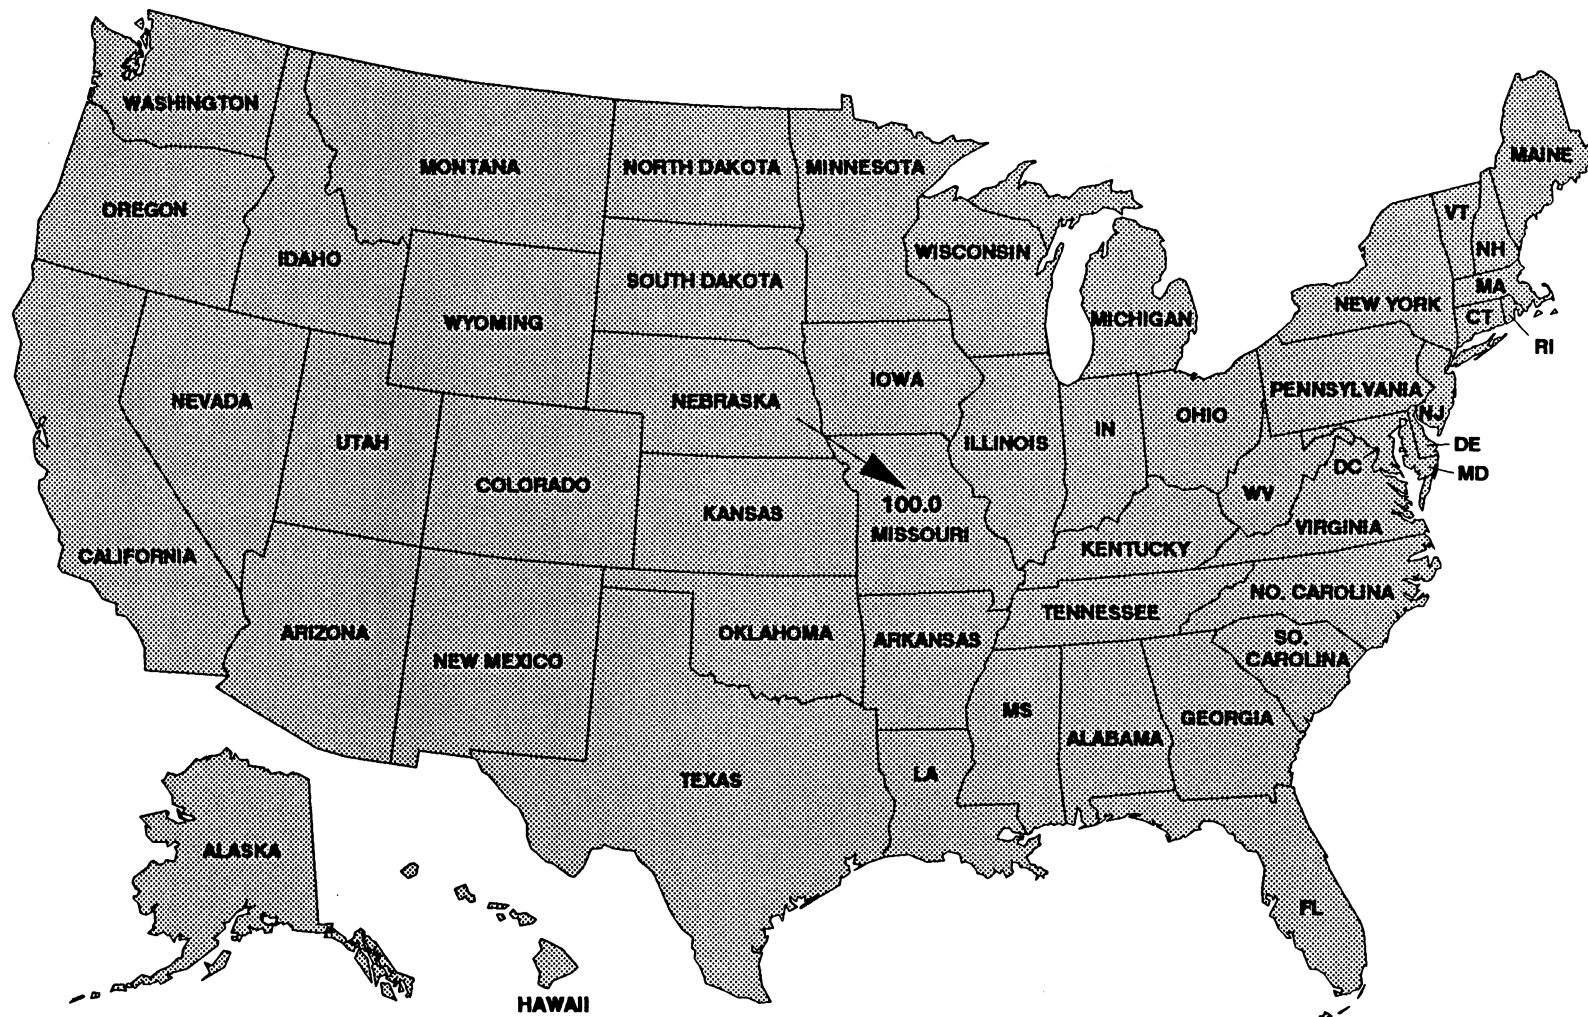 WASHINGTON
MONTANA
NORTH DAKOTA
MINNESOTA
MAINE
OREGON
VT
IDAHO
WISCONSIN
NH
SOUTH DAKOTA
MA
NEW YORK
WYOMING
MICHIGAN
CT
RI
IOWA
PENNSYLVANIA
NEVADA
NEBRASKA
OHIO
NJ
UTAH
ILLINOIS
IN
DE
DC
MD
COLORADO
WV
100.0
KANSAS
MISSOURI
VIRGINIA
CALIFORNIA
KENTUCKY
NO. CAROLINA
TENNESSEE
ARIZONA
OKLAHOMA
ARKANSAS
SO.
CAROLINA
NEW MEXICO
MS
GEORGIA
ALABAMA
TEXAS
LA
ALASKA
FL
HAWAII